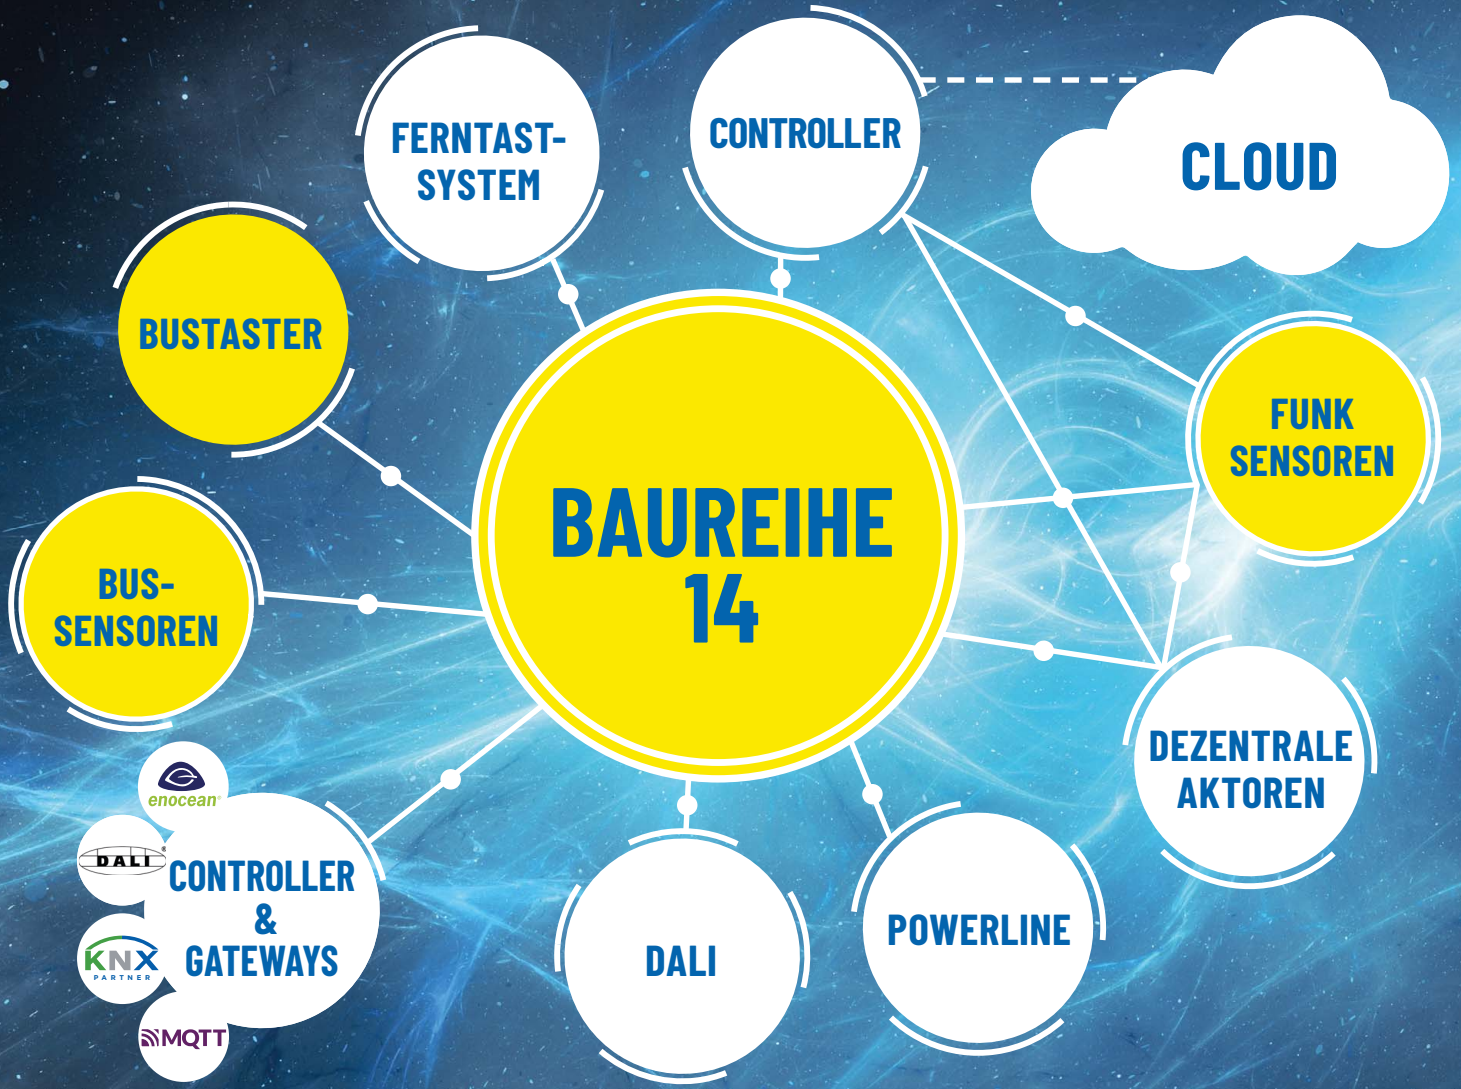 FERNTAST-
SYSTEM
CONTROLLER
CLOUD
BUSTASTER
FUNK
SENSOREN
BAUREIHE
14
BUS-
SENSOREN
DEZENTRALE
AKTOREN
enocean®
DALI
CONTROLLER
&
GATEWAYS
KNX
PARTNER
MQTT
DALI
POWERLINE